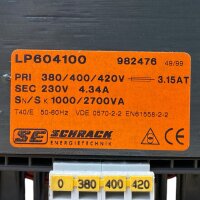 LP604100 982476 49/99
PRI 380/400/420V 3.15AT
SEC 230V 4.34A
SN/SK 1000/2700VA
T40/E 50-60Hz VDE 0570-2-2 EN61558-2-2
SE SCHRACK
ENERGIETECHNIK
0 380 400 420